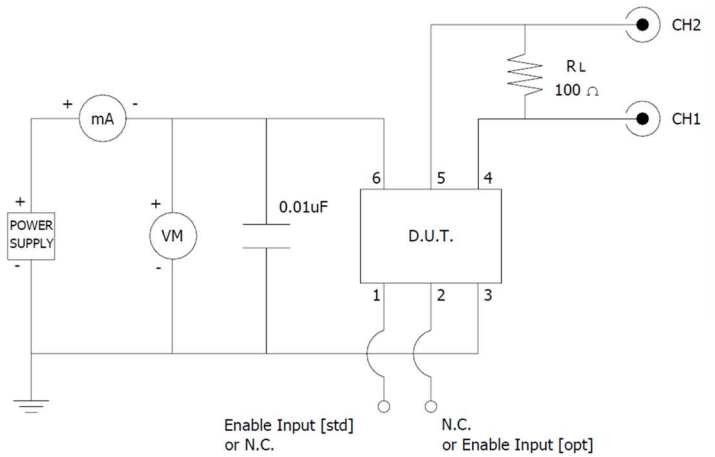 CH2
RL
100 Ω
+ -
mA
CH1
6 5 4
+
POWER
SUPPLY
-
+
VM
-
0.01uF
D.U.T.
1 2 3
Enable Input [std]
or N.C.
N.C.
or Enable Input [opt]